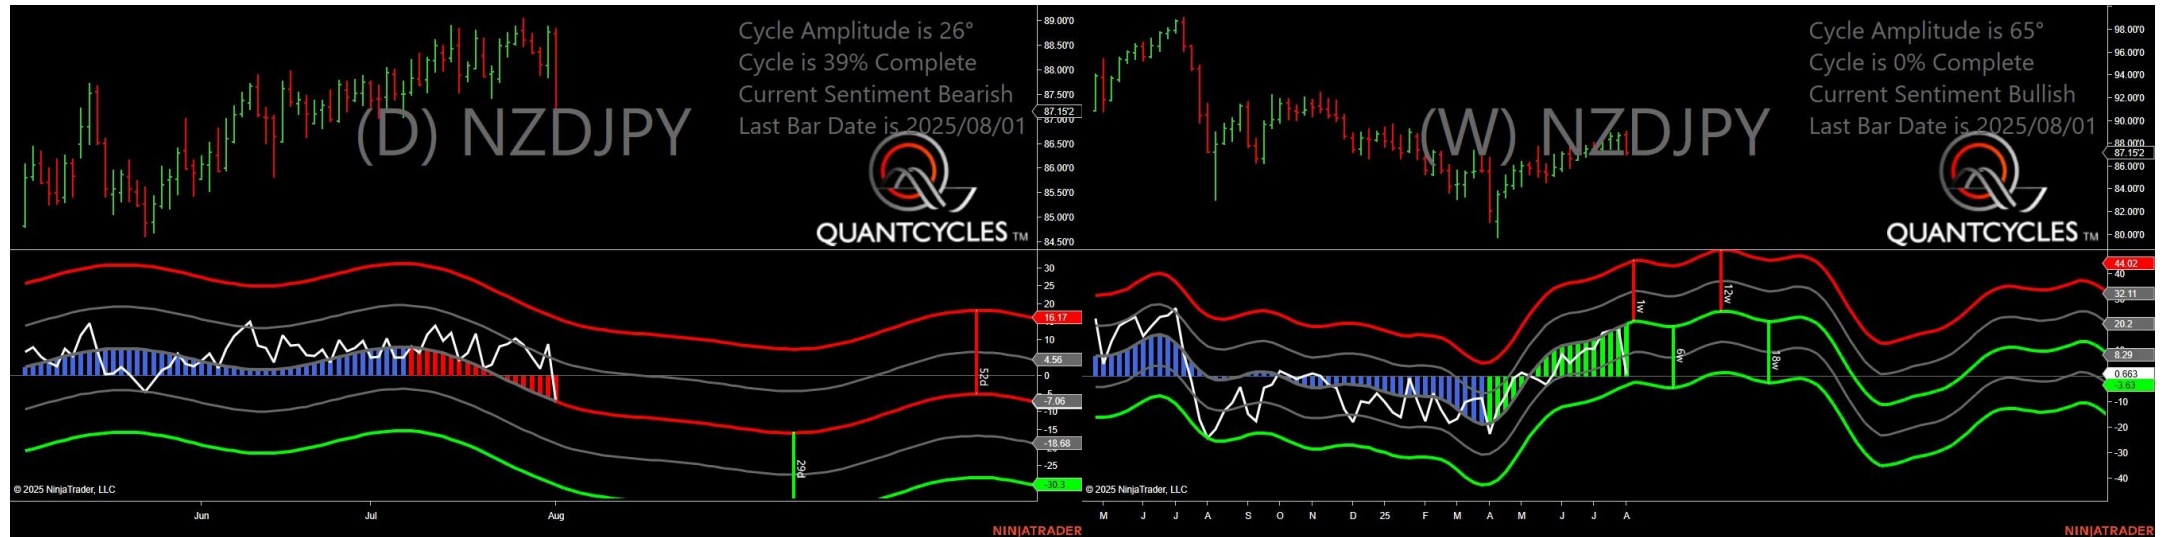 Cycle Amplitude is 26°
Cycle is 39% Complete
Current Sentiment Bearish
Last Bar Date is 2025/08/01
(D) NZDJPY
QUANTCYCLES TM
89.00'0
88.50'0
88.00'0
87.15'2
87.00'0
86.50'0
86.00'0
85.50'0
85.00'0
84.50'0
30
25
20
16.17
10
4.56
0
-7.06
-10
-15
-18.68
-25
-30.3
52d
29d
© 2025 NinjaTrader, LLC
Jun
Jul
Aug
NINJATRADER
Cycle Amplitude is 65°
Cycle is 0% Complete
Current Sentiment Bullish
Last Bar Date is 2025/08/01
(W) NZDJPY
QUANTCYCLES TM
98.00'0
96.00'0
94.00'0
92.00'0
90.00'0
88.00'0
87.15'2
86.00'0
84.00'0
82.00'0
80.00'0
44.02
40
32.11
20.2
8.29
0.663
-3.63
-10
-20
-30
-40
1w
12w
6w
18w
© 2025 NinjaTrader, LLC
M J J A S O N D 25 F M A M J J A
NINJATRADER